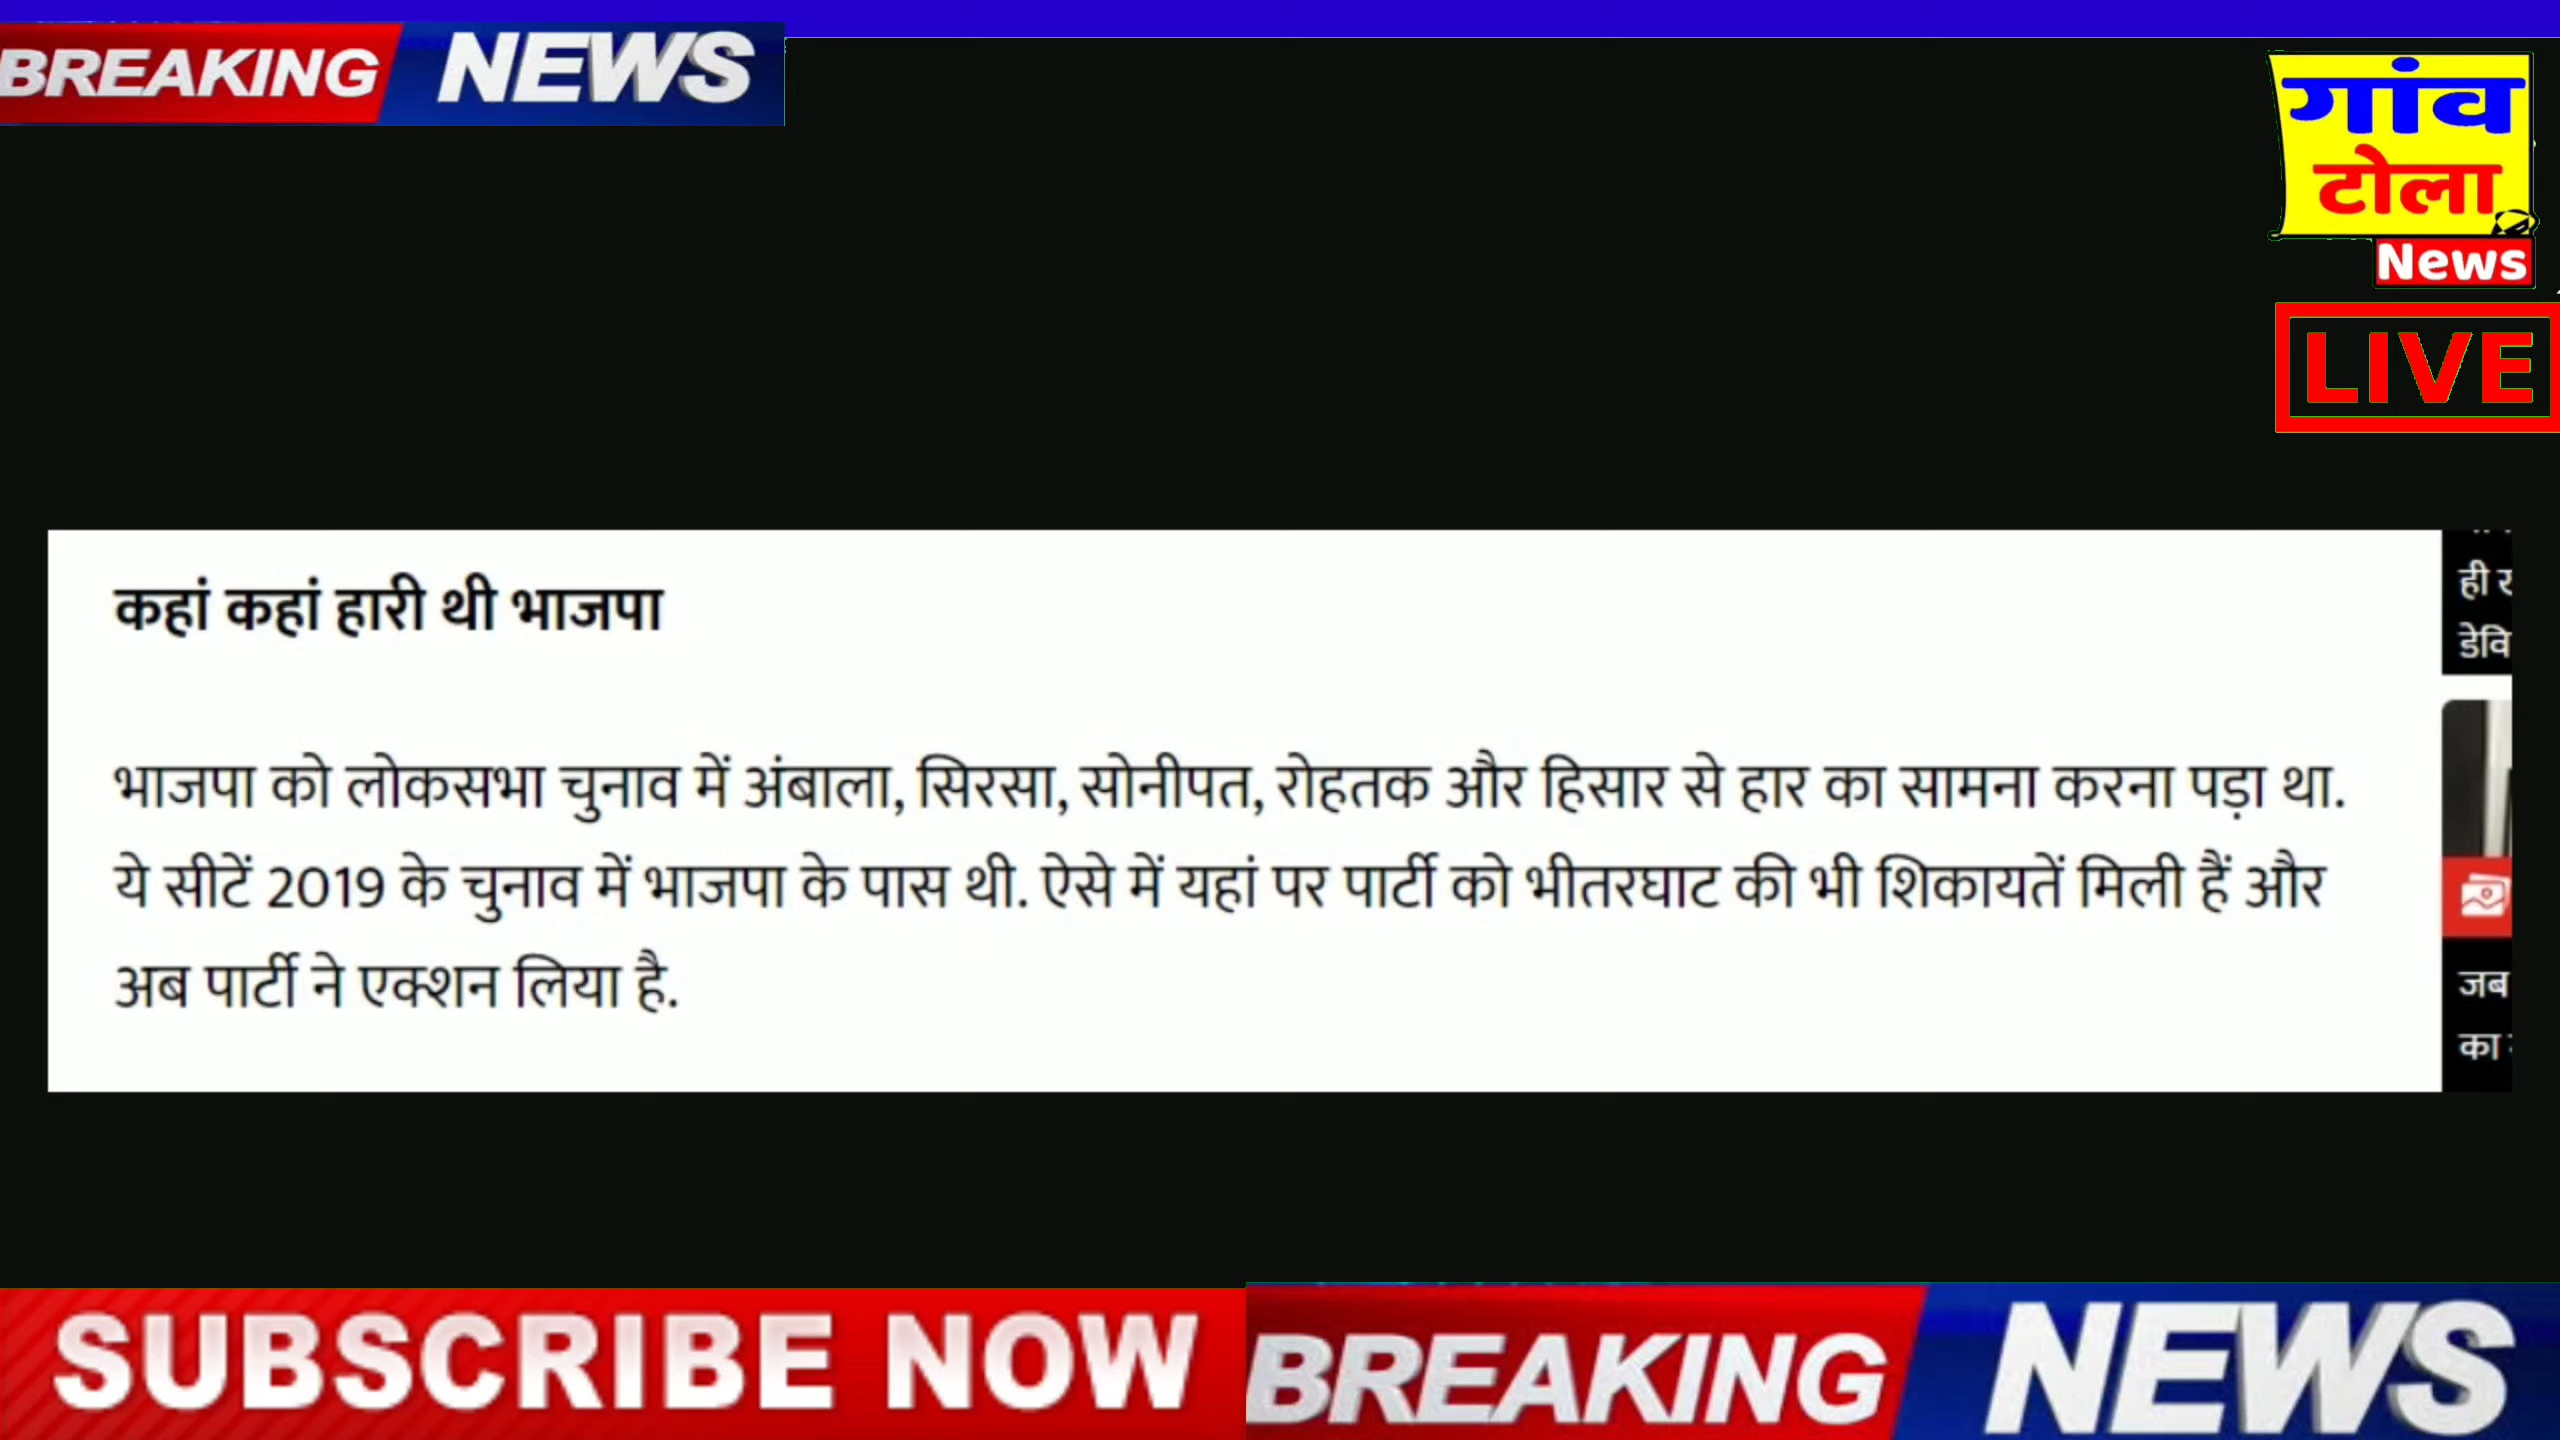 BREAKING NEWS
गांव
टोला
News
LIVE
कहां कहां हारी थी भाजपा
भाजपा को लोकसभा चुनाव में अंबाला, सिरसा, सोनीपत, रोहतक और हिसार से हार का सामना करना पड़ा था.
ये सीटें 2019 के चुनाव में भाजपा के पास थी. ऐसे में यहां पर पार्टी को भीतरघाट की भी शिकायतें मिली हैं और
अब पार्टी ने एक्शन लिया है.
ही
जब
का
SUBSCRIBE NOW
BREAKING NEWS